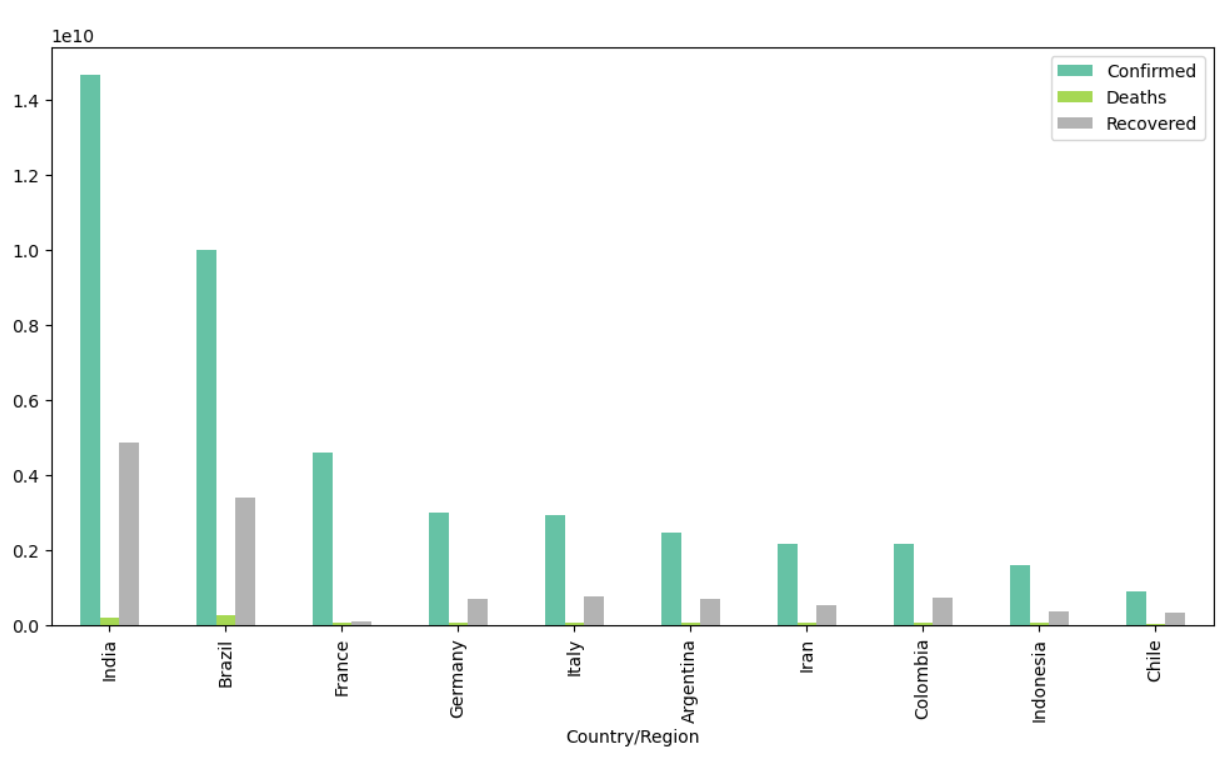 1e10
Confirmed
Deaths
Recovered
1.4
1.2
1.0
0.8
0.6
0.4
0.2
0.0
India
Brazil
France
Germany
Italy
Argentina
Iran
Colombia
Indonesia
Chile
Country/Region